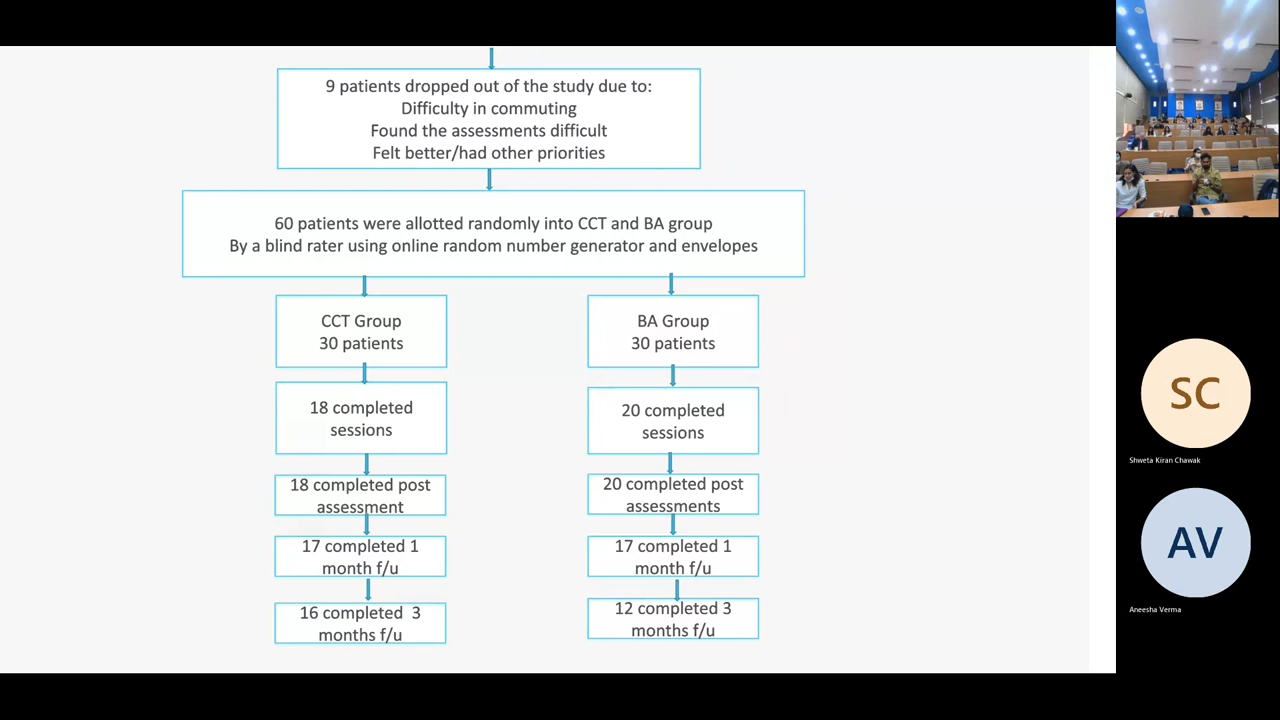 9 patients dropped out of the study due to:
Difficulty in commuting
Found the assessments difficult
Felt better/had other priorities
60 patients were allotted randomly into CCT and BA group
By a blind rater using online random number generator and envelopes
CCT Group
30 patients
BA Group
30 patients
18 completed
sessions
20 completed
sessions
18 completed post
assessment
20 completed post
assessments
17 completed 1
month f/u
17 completed 1
month f/u
16 completed 3
months f/u
12 completed 3
months f/u
SC
Shweta Kiran Chawak
AV
Aneesha Verma